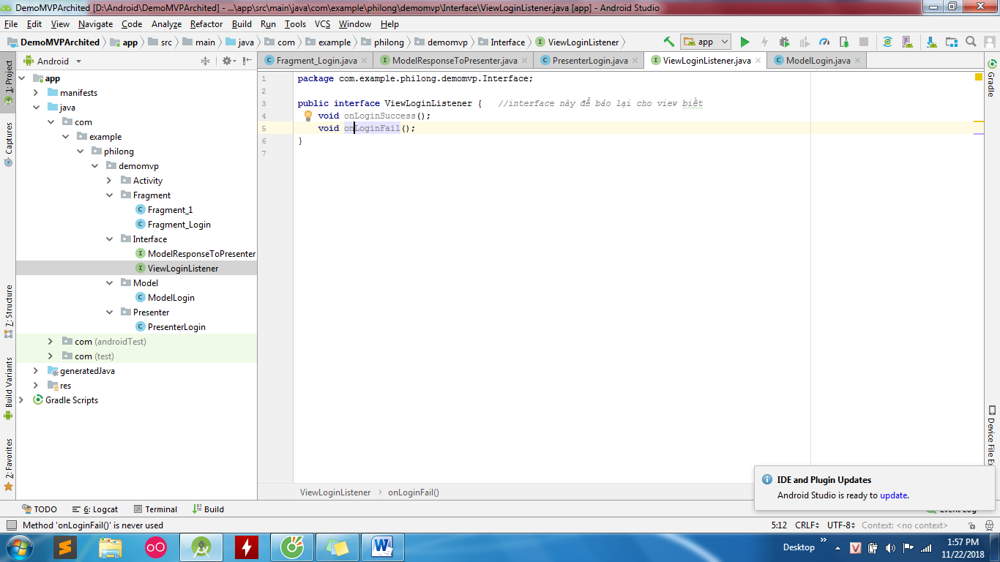 DemoMVPArchited [D:\Android\DemoMVPArchited] - ...\app\src\main\java\com\example\philong\demomvp\Interface\ViewLoginListener.java [app] - Android Studio
File Edit View Navigate Code Analyze Refactor Build Run Tools VCS Window Help
DemoMVPArchited app src main java com example philong demomvp Interface ViewLoginListener app
Android
Fragment_Login.java ModelResponseToPresenter.java PresenterLogin.java ViewLoginListener.java ModelLogin.java
1: Project
Captures
7: Structure
Build Variants
2: Favorites
app
manifests
java
com
example
philong
demomvp
Activity
Fragment
Fragment_1
Fragment_Login
Interface
ModelResponseToPresenter
ViewLoginListener
Model
ModelLogin
Presenter
PresenterLogin
com (androidTest)
com (test)
generatedJava
res
Gradle Scripts
1 package com.example.philong.demomvp.Interface;
2
3 public interface ViewLoginListener { //interface này để báo lại cho view biết
4 void onLoginSuccess();
5 void onLoginFail();
6 }
7
Gradle
Device File Ex
ViewLoginListener onLoginFail()
IDE and Plugin Updates
Android Studio is ready to update.
TODO 6: Logcat Terminal Build Event Log
Method 'onLoginFail()' is never used 5:12 CRLF UTF-8 Context: <no context>
Desktop
1:57 PM
11/22/2018